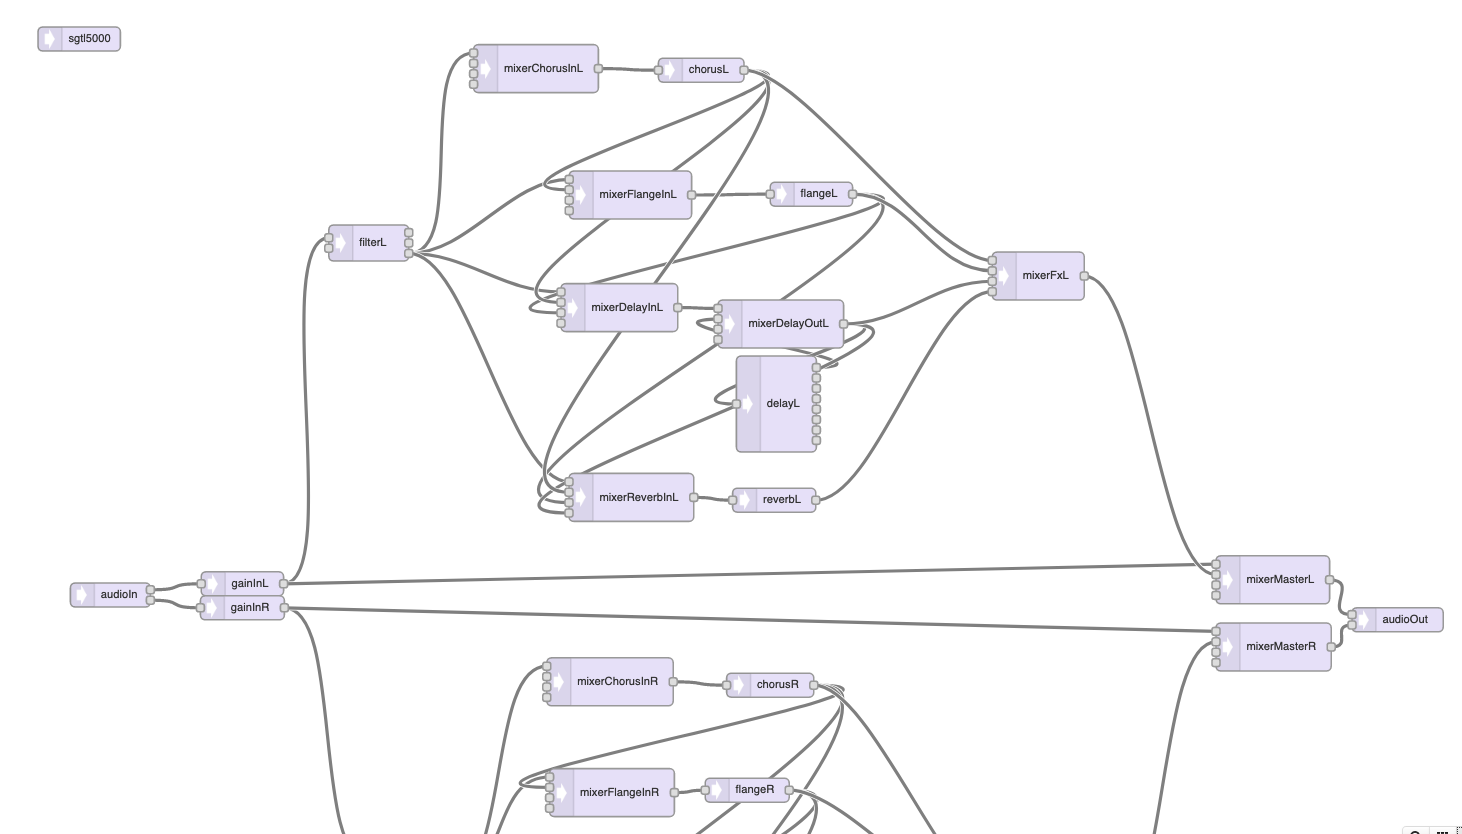 sgtl5000
mixerChorusInL
chorusL
mixerFlangeInL
flangeL
filterL
mixerFxL
mixerDelayInL
mixerDelayOutL
delayL
mixerReverbInL
reverbL
audioIn
gainInL
gainInR
mixerMasterL
audioOut
mixerMasterR
mixerChorusInR
chorusR
mixerFlangeInR
flangeR